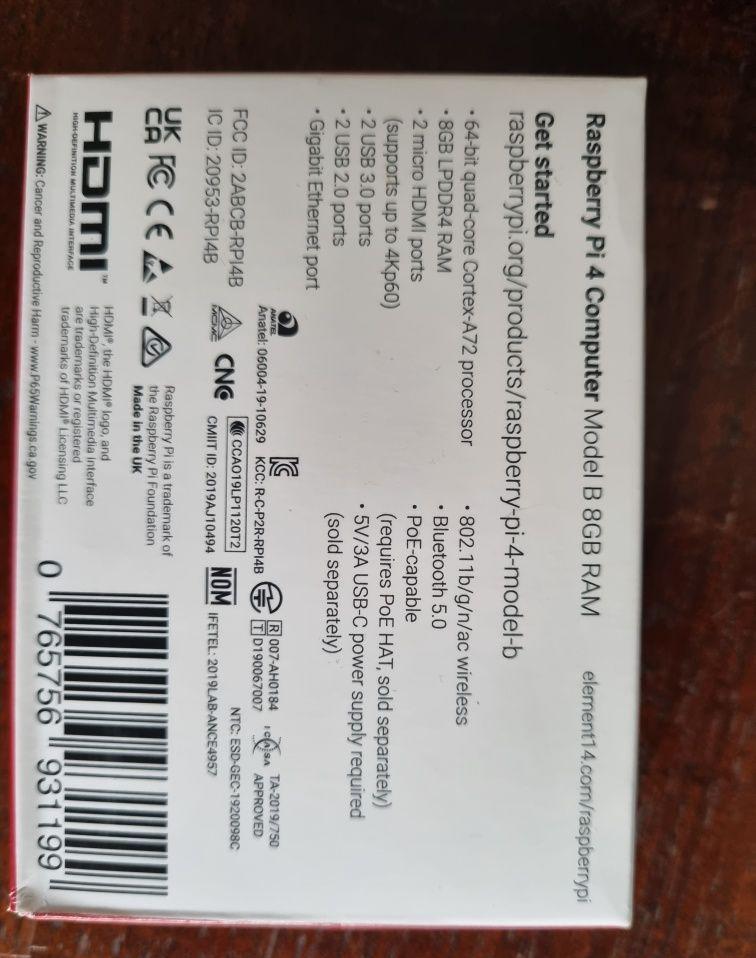 Raspberry Pi 4 Computer Model B 8GB RAM element14.com/raspberrypi
Get started
raspberrypi.org/products/raspberry-pi-4-model-b
• 64-bit quad-core Cortex-A72 processor
• 8GB LPDDR4 RAM
• 2 micro HDMI ports
(supports up to 4Kp60)
• 2 USB 3.0 ports
• 2 USB 2.0 ports
• Gigabit Ethernet port
• 802.11b/g/n/ac wireless
• Bluetooth 5.0
• PoE-capable
(requires PoE HAT, sold separately)
• 5V/3A USB-C power supply required
(sold separately)
FCC ID: 2ABCB-RPI4B
IC ID: 20953-RPI4B
ANATEL
Anatel: 06004-19-10629
KCC: R-C-P2R-RPI4B
R 007-AH0184
T D190067007
ICASA
TA-2019/750
APPROVED
MCMC
CNC
CCAO19LP1120T2
CMIIT ID: 2019AJ10494
NOM
IFETEL: 2019LAB-ANCE4957
NTC: ESD-GEC-1920098C
UK
CA
FC CE
Raspberry Pi is a trademark of
the Raspberry Pi Foundation
Made in the UK
HDMI™
HIGH-DEFINITION MULTIMEDIA INTERFACE
HDMI®, the HDMI® logo, and
High-Definition Multimedia Interface
are trademarks or registered
trademarks of HDMI® Licensing LLC
WARNING: Cancer and Reproductive Harm - www.P65Warnings.ca.gov
0 765756 931199